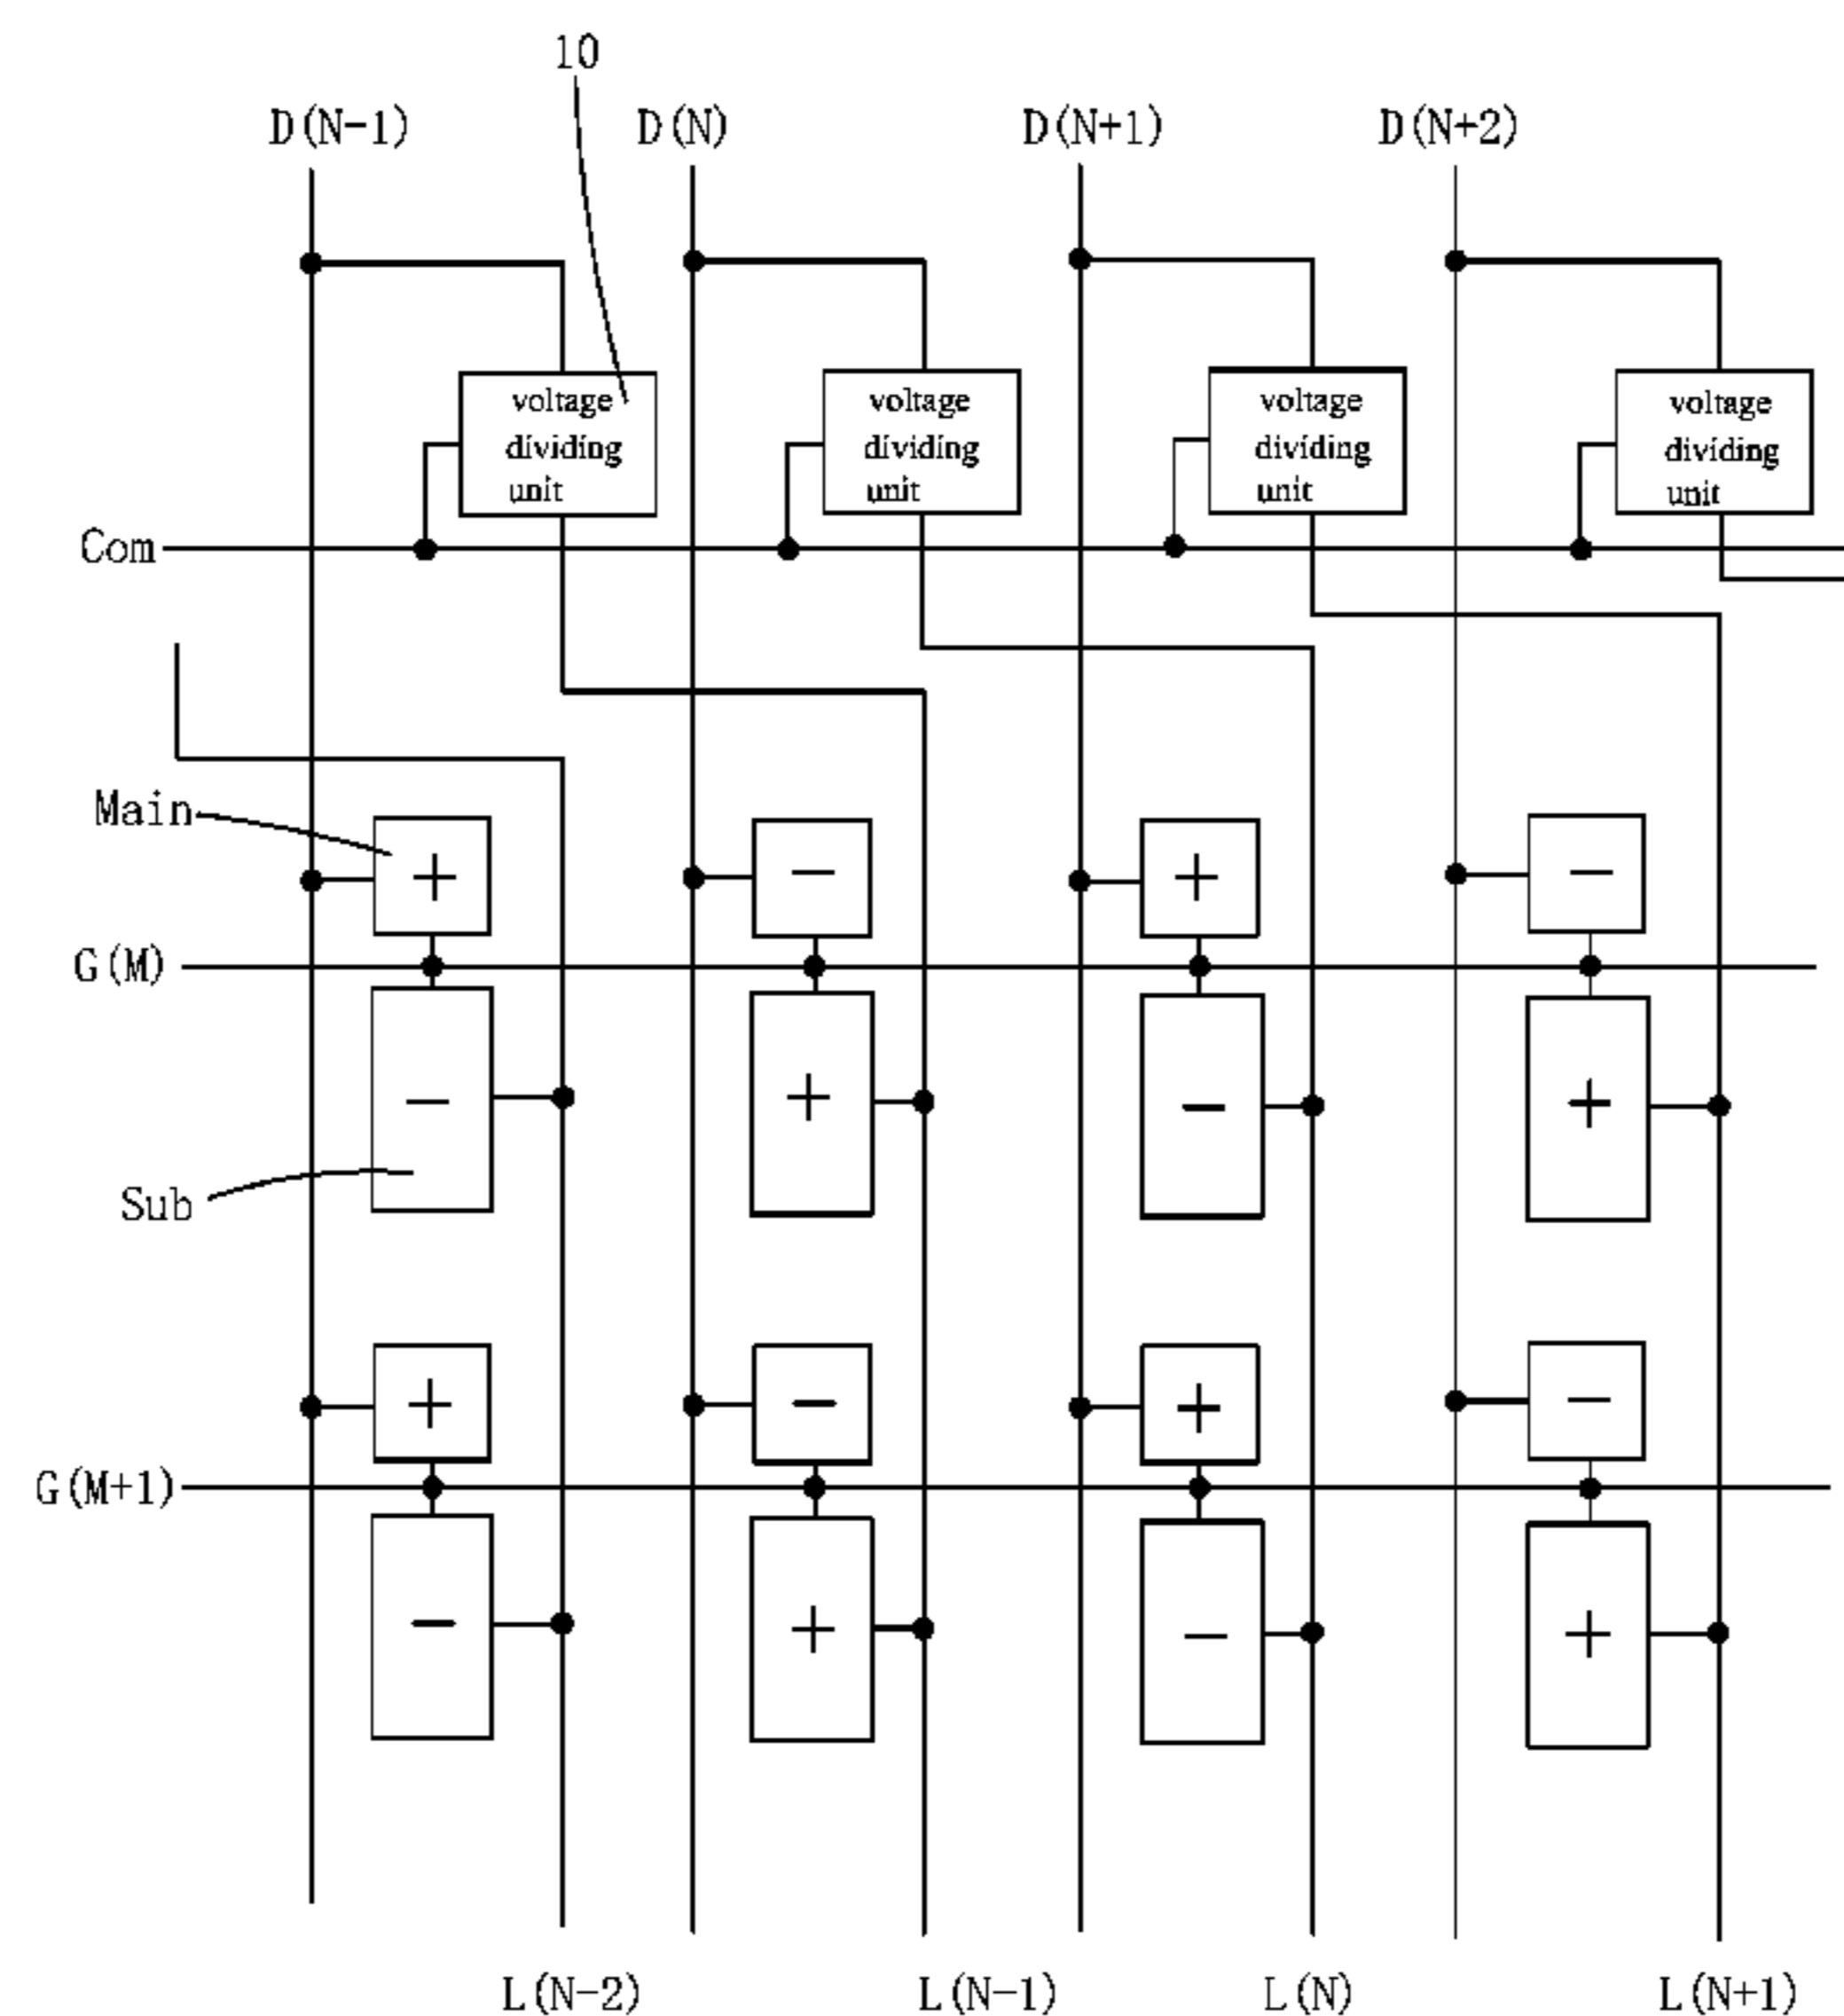 10
D(N-1) D(N) D(N+1) D(N+2)
voltage dividing unit
voltage dividing unit
voltage dividing unit
voltage dividing unit
Com
Main
+ - + -
G(M)
- + - +
Sub
+ - + -
G(M+1)
- + - +
L(N-2) L(N-1) L(N) L(N+1)